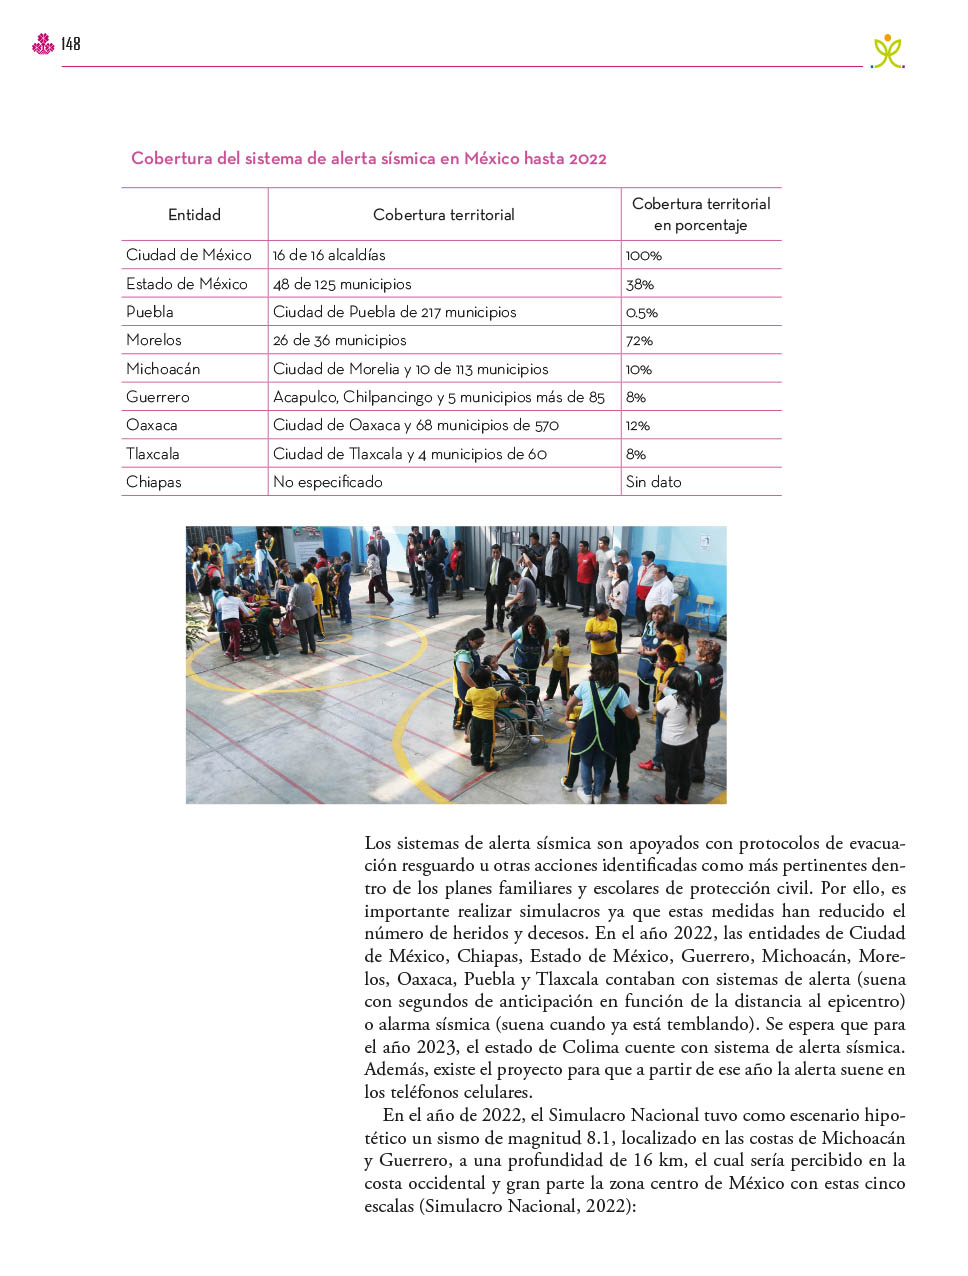 148
Cobertura del sistema de alerta sísmica en México hasta 2022
Entidad Cobertura territorial Cobertura territorial en porcentaje
Ciudad de México 16 de 16 alcaldías 100%
Estado de México 48 de 125 municipios 38%
Puebla Ciudad de Puebla de 217 municipios 0.5%
Morelos 26 de 36 municipios 72%
Michoacán Ciudad de Morelia y 10 de 113 municipios 10%
Guerrero Acapulco, Chilpancingo y 5 municipios más de 85 8%
Oaxaca Ciudad de Oaxaca y 68 municipios de 570 12%
Tlaxcala Ciudad de Tlaxcala y 4 municipios de 60 8%
Chiapas No especificado Sin dato
Los sistemas de alerta sísmica son apoyados con protocolos de evacua-
ción resguardo u otras acciones identificadas como más pertinentes den-
tro de los planes familiares y escolares de protección civil. Por ello, es
importante realizar simulacros ya que estas medidas han reducido el
número de heridos y decesos. En el año 2022, las entidades de Ciudad
de México, Chiapas, Estado de México, Guerrero, Michoacán, More-
los, Oaxaca, Puebla y Tlaxcala contaban con sistemas de alerta (suena
con segundos de anticipación en función de la distancia al epicentro)
o alarma sísmica (suena cuando ya está temblando). Se espera que para
el año 2023, el estado de Colima cuente con sistema de alerta sísmica.
Además, existe el proyecto para que a partir de ese año la alerta suene en
los teléfonos celulares.
En el año de 2022, el Simulacro Nacional tuvo como escenario hipo-
tético un sismo de magnitud 8.1, localizado en las costas de Michoacán
y Guerrero, a una profundidad de 16 km, el cual sería percibido en la
costa occidental y gran parte la zona centro de México con estas cinco
escalas (Simulacro Nacional, 2022):